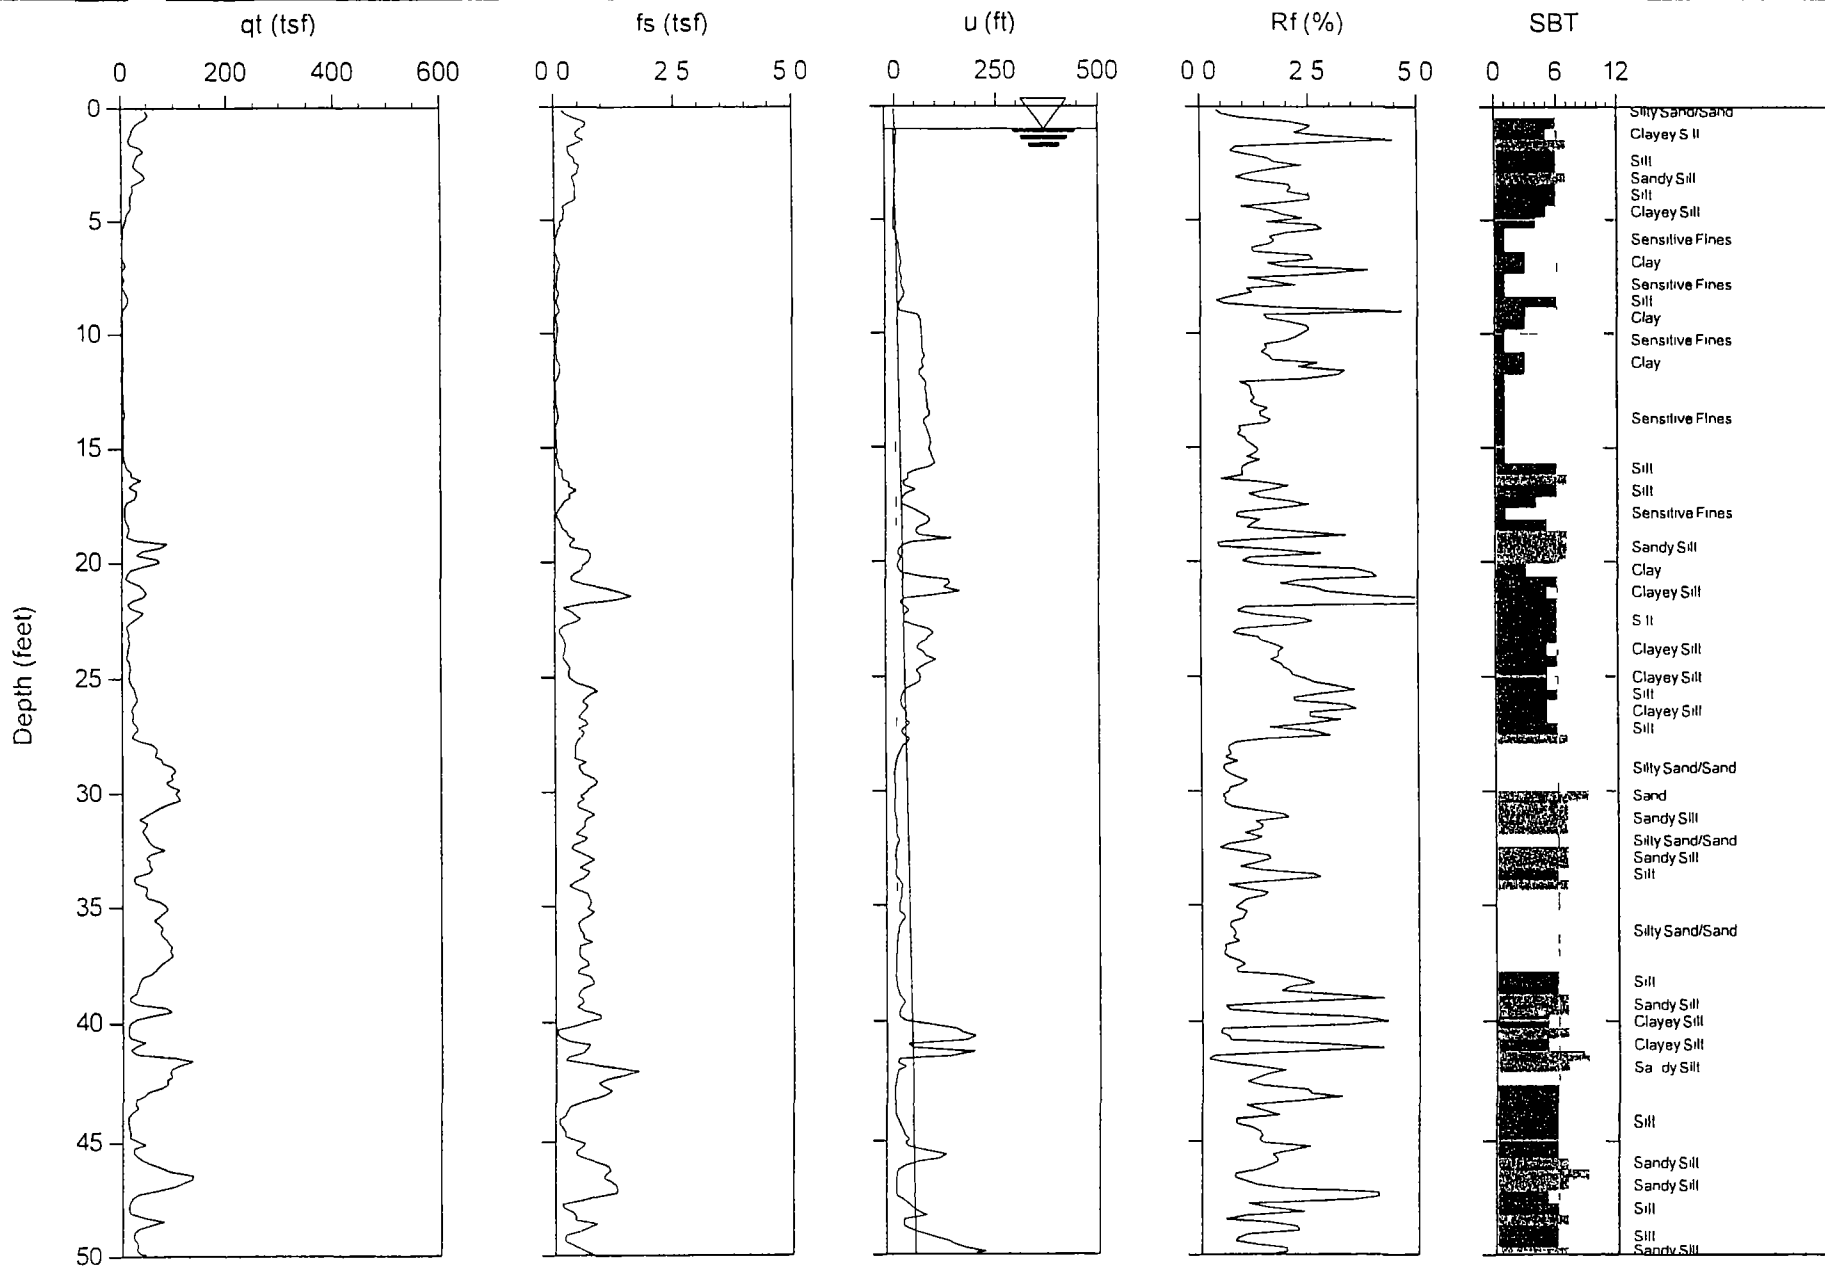 qt (tsf) fs (tsf) u (ft) Rf (%) SBT
0 200 400 600 0 0 2 5 5 0 0 250 500 0 0 2 5 5 0 0 6 12
Depth (feet)
0
5
10
15
20
25
30
35
40
45
50
Silty Sand/Sand
Clayey S lt
Silt
Sandy Silt
Silt
Clayey Silt
Sensitive Fines
Clay
Sensitive Fines
Silt
Clay
Sensitive Fines
Clay
Sensitive Fines
Silt
Silt
Sensitive Fines
Sandy Silt
Clay
Clayey Silt
S lt
Clayey Silt
Clayey Silt
Silt
Clayey Silt
Silt
Silty Sand/Sand
Sand
Sandy Silt
Silty Sand/Sand
Sandy Silt
Silt
Silty Sand/Sand
Silt
Sandy Silt
Clayey Silt
Clayey Silt
Sa dy Silt
Silt
Sandy Silt
Sandy Silt
Silt
Silt
Sandy Silt